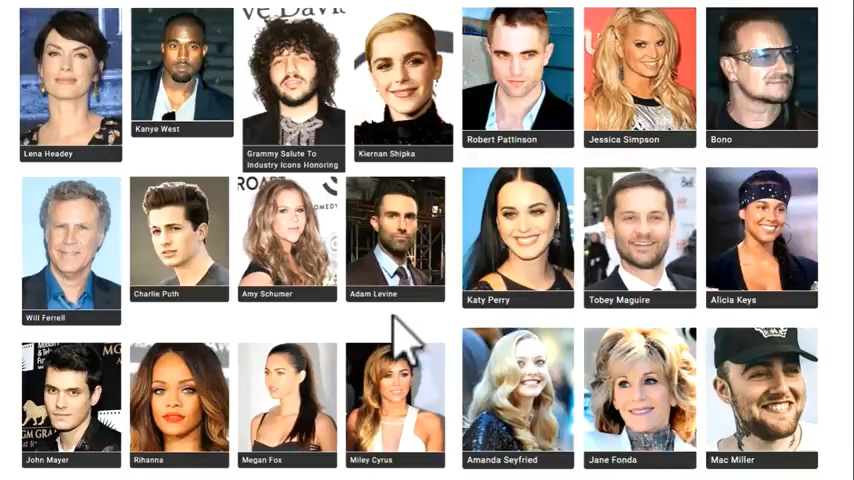 Lena Headey
Kanye West
Grammy Salute To
Industry Icons Honoring
Kiernan Shipka
Robert Pattinson
Jessica Simpson
Bono
Will Ferrell
Charlie Puth
Amy Schumer
Adam Levine
Katy Perry
Tobey Maguire
Alicia Keys
John Mayer
Rihanna
Megan Fox
Miley Cyrus
Amanda Seyfried
Jane Fonda
Mac Miller